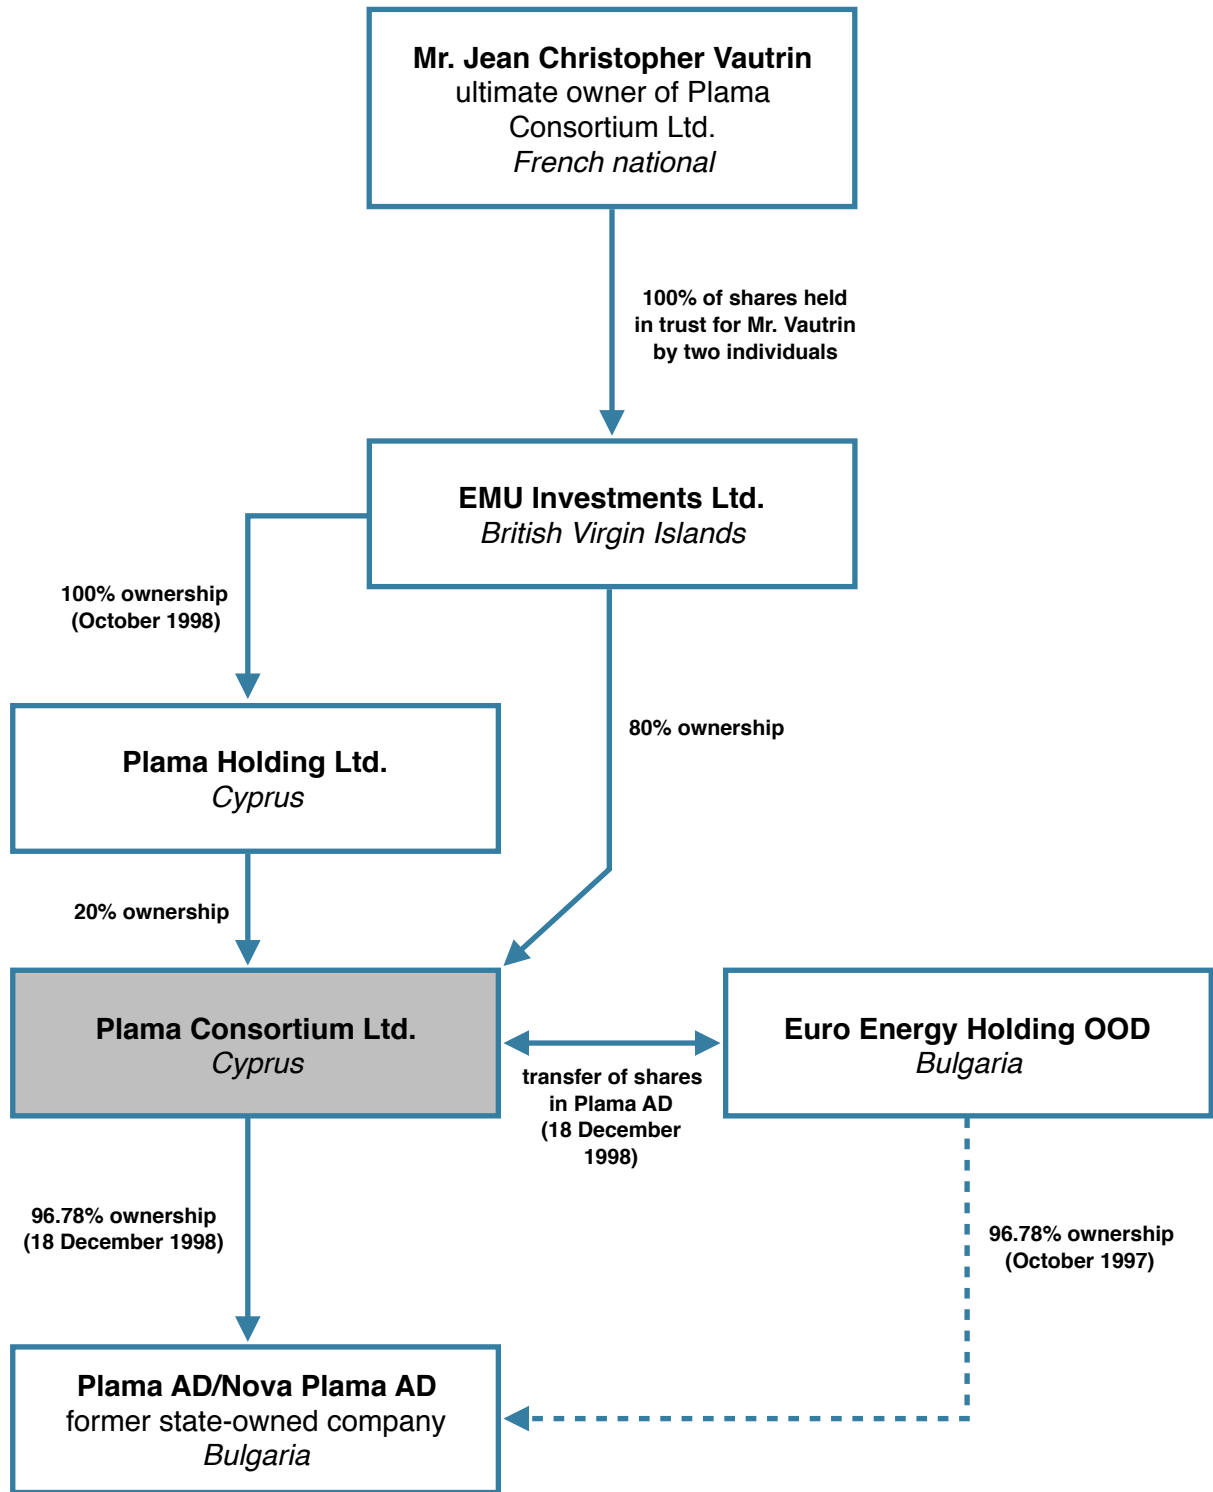 Mr. Jean Christopher Vautrin
ultimate owner of Plama
Consortium Ltd.
French national
100% of shares held
in trust for Mr. Vautrin
by two individuals
EMU Investments Ltd.
British Virgin Islands
100% ownership
(October 1998)
80% ownership
Plama Holding Ltd.
Cyprus
20% ownership
Plama Consortium Ltd.
Cyprus
transfer of shares
in Plama AD
(18 December
1998)
Euro Energy Holding OOD
Bulgaria
96.78% ownership
(18 December 1998)
96.78% ownership
(October 1997)
Plama AD/Nova Plama AD
former state-owned company
Bulgaria